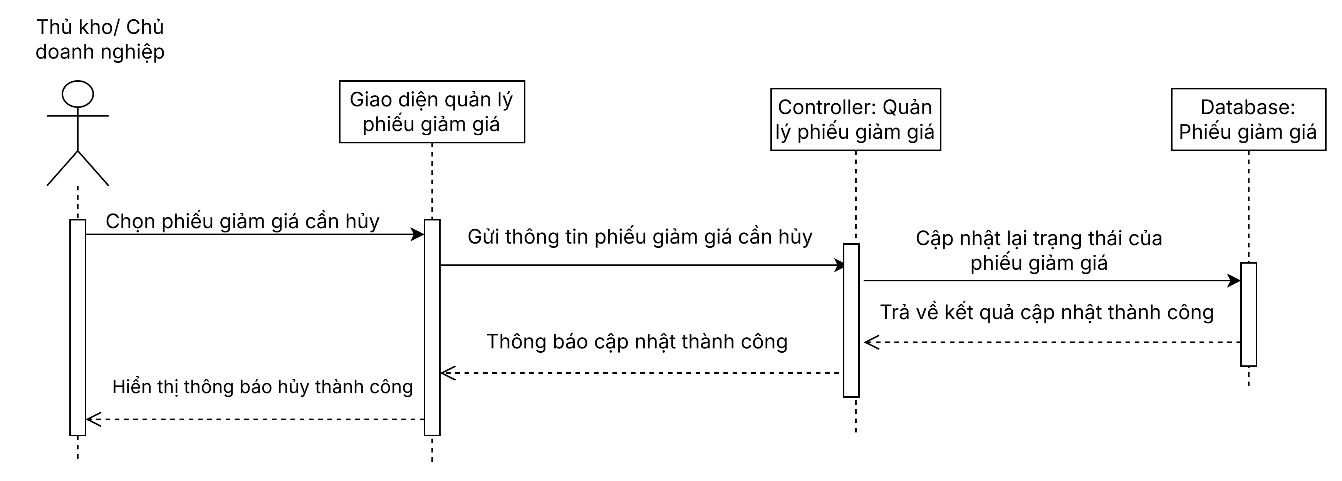 Thủ kho/ Chủ
doanh nghiệp
Giao diện quản lý
phiếu giảm giá
Controller: Quản
lý phiếu giảm giá
Database:
Phiếu giảm giá
Chọn phiếu giảm giá cần hủy
Gửi thông tin phiếu giảm giá cần hủy
Cập nhật lại trạng thái của
phiếu giảm giá
Trả về kết quả cập nhật thành công
Thông báo cập nhật thành công
Hiển thị thông báo hủy thành công